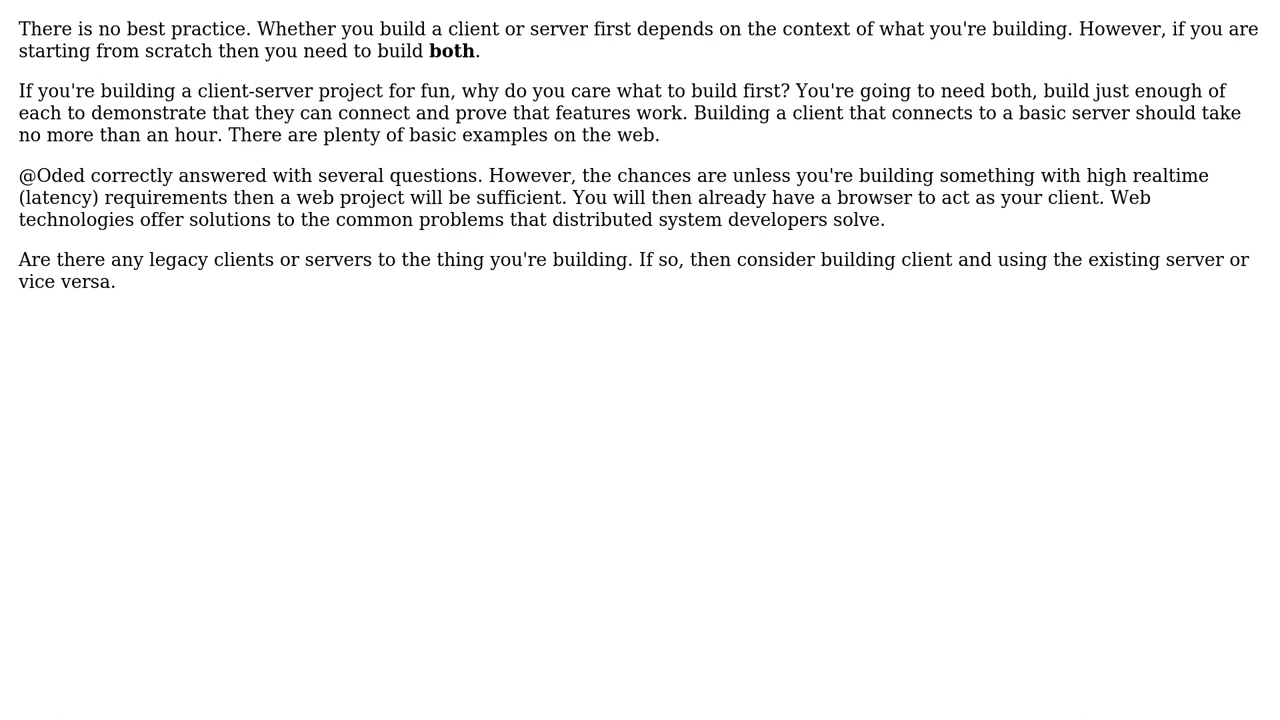 There is no best practice. Whether you build a client or server first depends on the context of what you're building. However, if you are
starting from scratch then you need to build both.
If you're building a client-server project for fun, why do you care what to build first? You're going to need both, build just enough of
each to demonstrate that they can connect and prove that features work. Building a client that connects to a basic server should take
no more than an hour. There are plenty of basic examples on the web.
@Oded correctly answered with several questions. However, the chances are unless you're building something with high realtime
(latency) requirements then a web project will be sufficient. You will then already have a browser to act as your client. Web
technologies offer solutions to the common problems that distributed system developers solve.
Are there any legacy clients or servers to the thing you're building. If so, then consider building client and using the existing server or
vice versa.